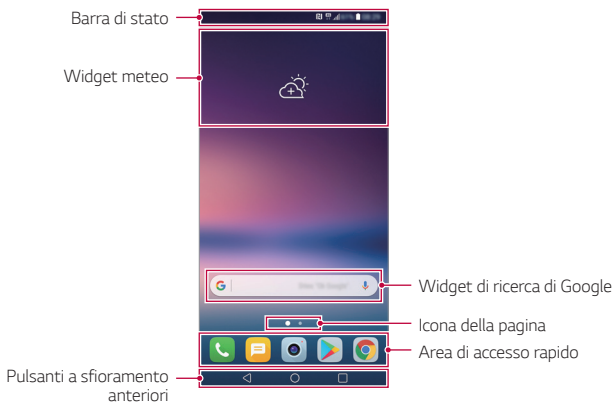 Barra di stato
Widget meteo
Widget di ricerca di Google
Icona della pagina
Area di accesso rapido
Pulsanti a sfioramento
anteriori